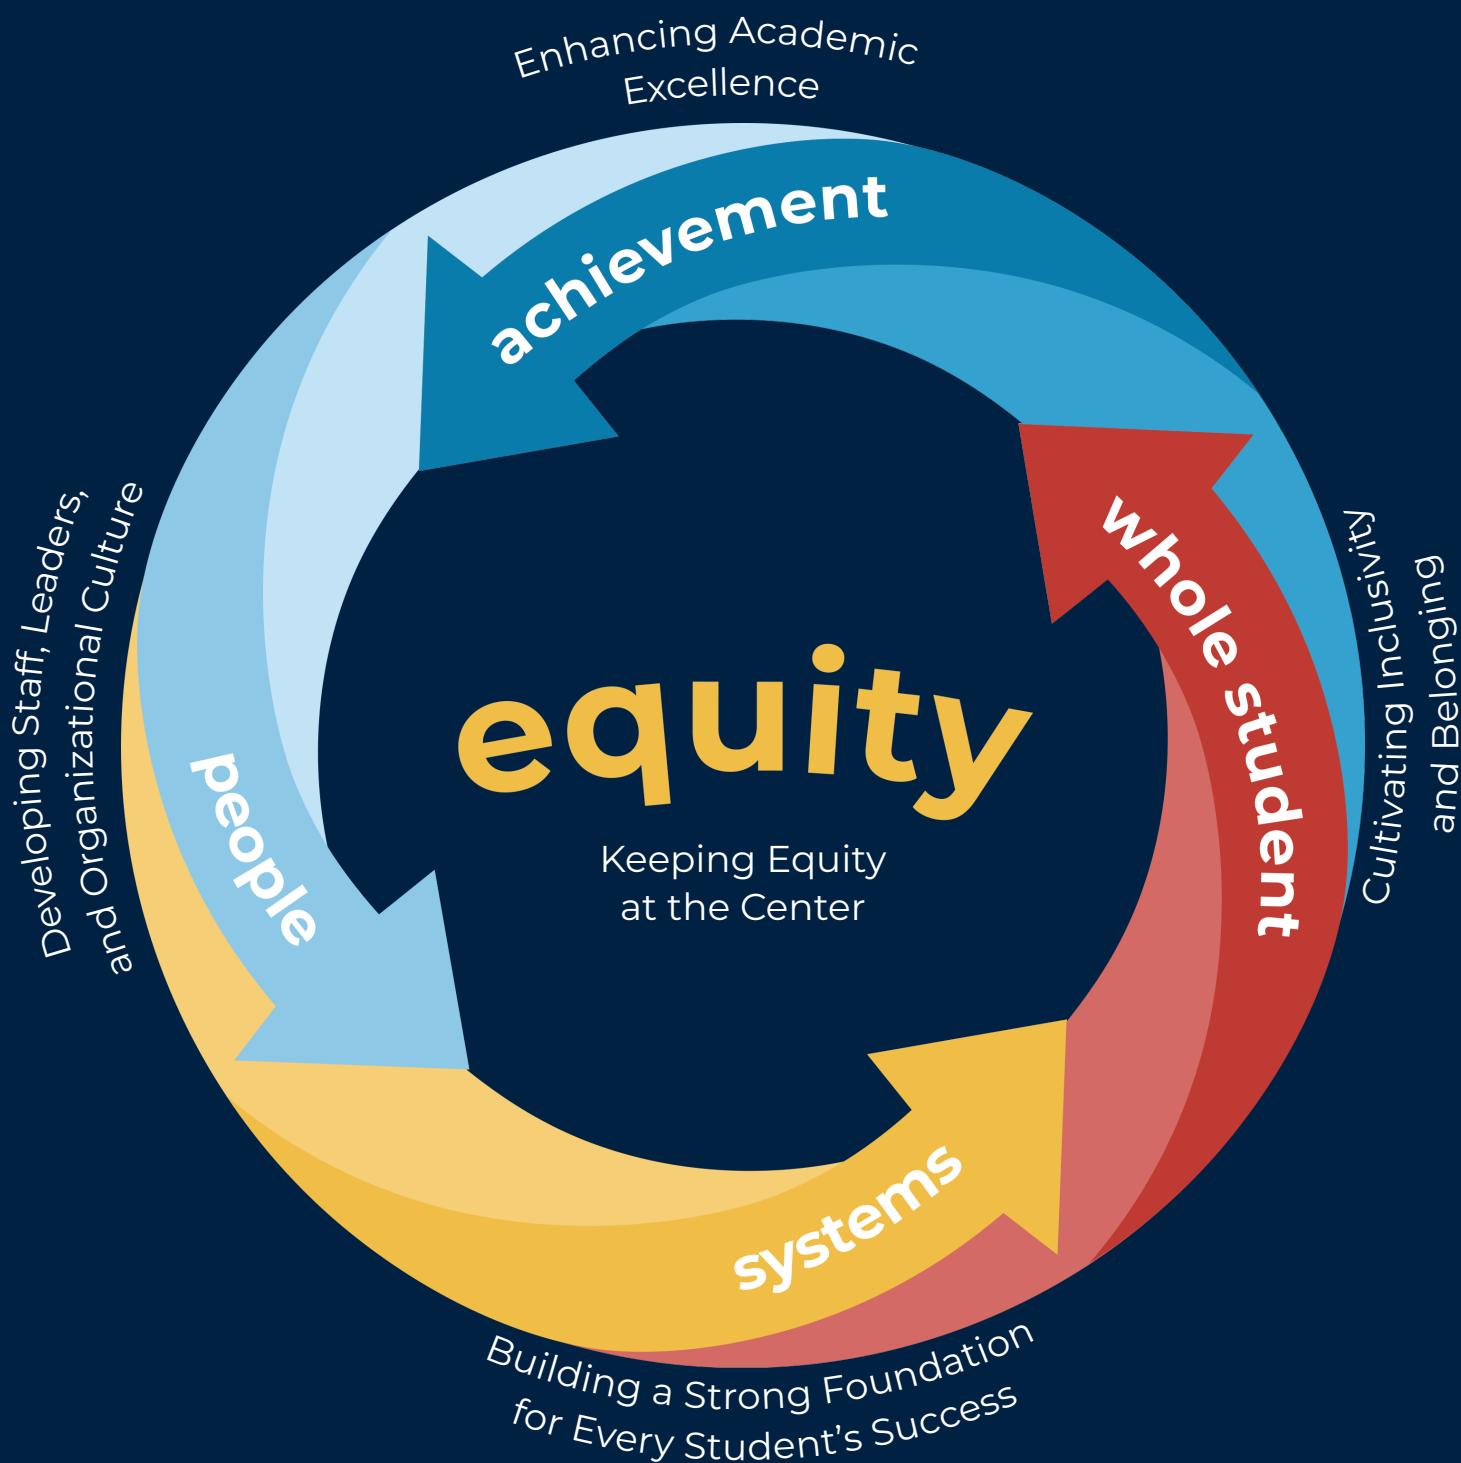 Enhancing Academic
Excellence
achievement
whole student
Cultivating Inclusivity
and Belonging
equity
Keeping Equity
at the Center
Developing Staff, Leaders,
and Organizational Culture
people
systems
Building a Strong Foundation
for Every Student’s Success